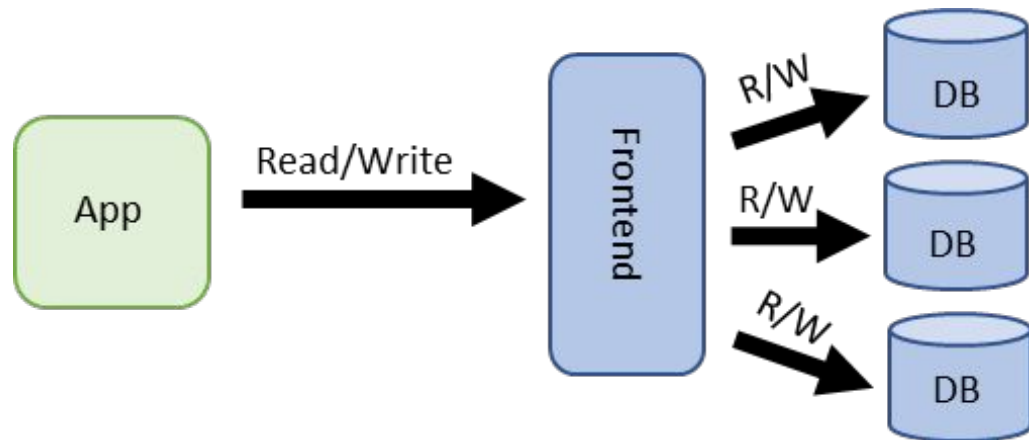 App
Read/Write
Frontend
R/W
DB
R/W
DB
R/W
DB